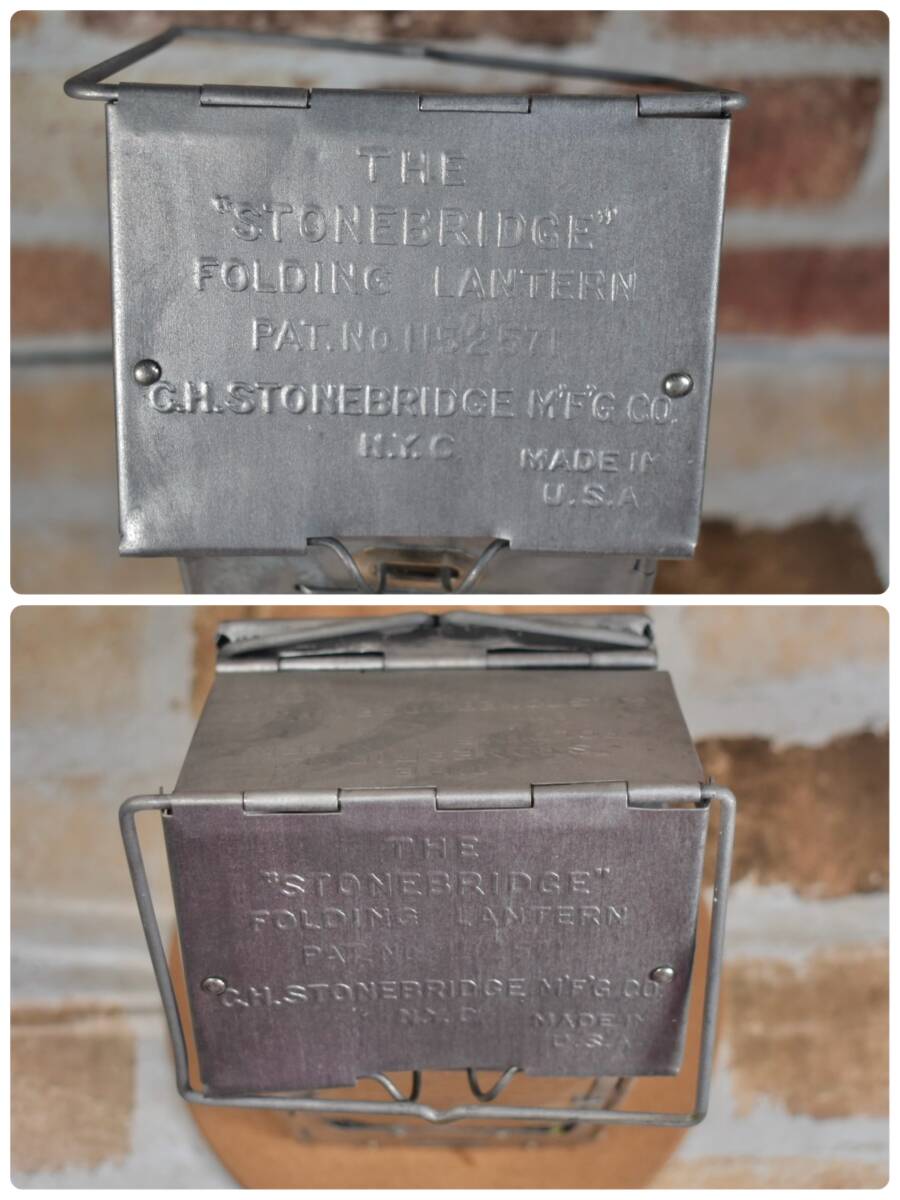 THE
"STONEBRIDGE"
FOLDING LANTERN
PAT. No. 1152571
C.H. STONEBRIDGE M'F'G CO.
N.Y.C
MADE IN
U.S.A
THE
"STONEBRIDGE"
FOLDING LANTERN
C.H. STONEBRIDGE M'F'G CO.
N.Y.C
MADE IN
U.S.A